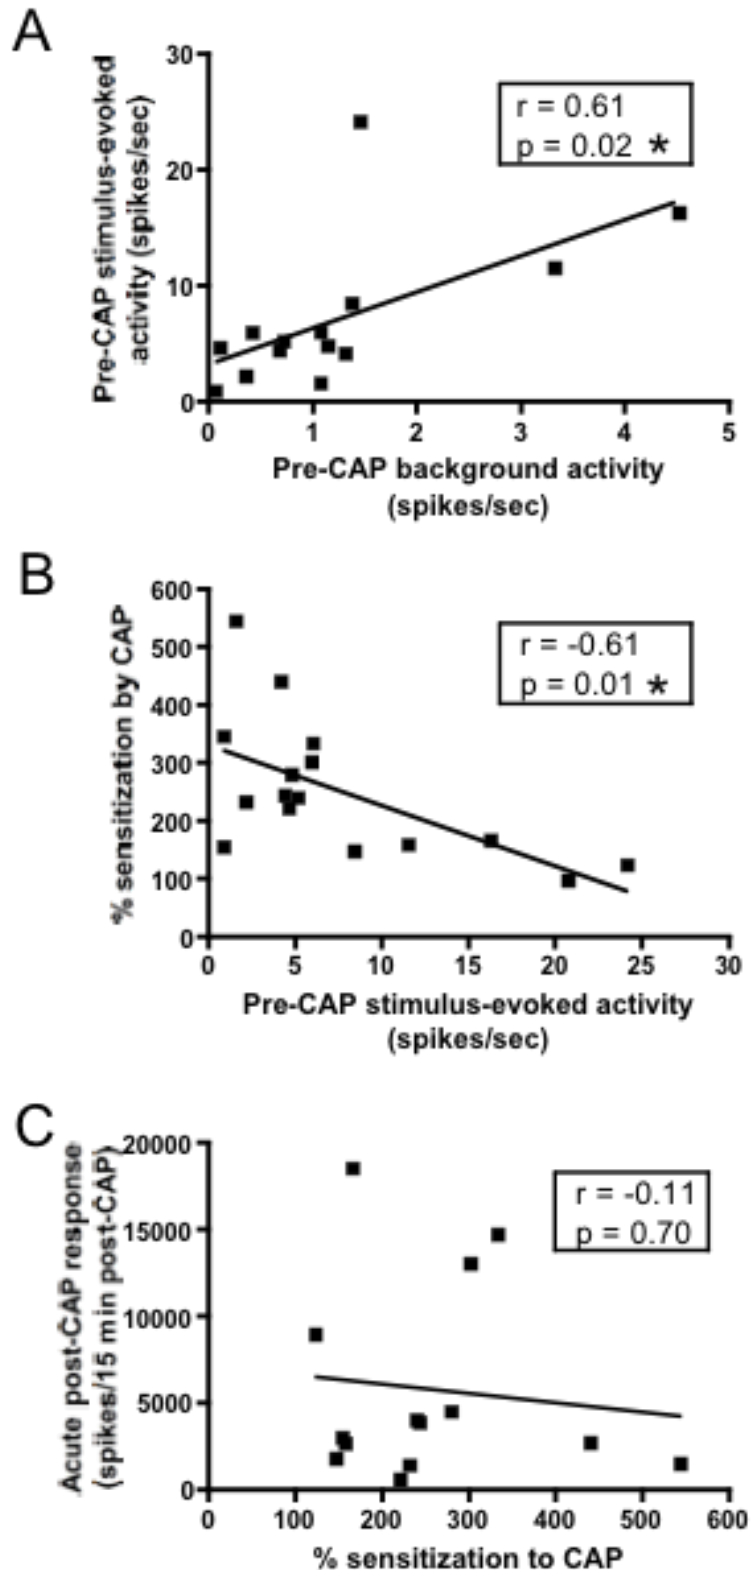 A
Pre-CAP stimulus-evoked
activity (spikes/sec)
30
20
10
0
r = 0.61
p = 0.02 *
0 1 2 3 4 5
Pre-CAP background activity
(spikes/sec)
B
% sensitization by CAP
600
500
400
300
200
100
0
r = -0.61
p = 0.01 *
0 5 10 15 20 25 30
Pre-CAP stimulus-evoked activity
(spikes/sec)
C
Acute post-CAP response
(spikes/15 min post-CAP)
20000
15000
10000
5000
0
r = -0.11
p = 0.70
0 100 200 300 400 500 600
% sensitization to CAP